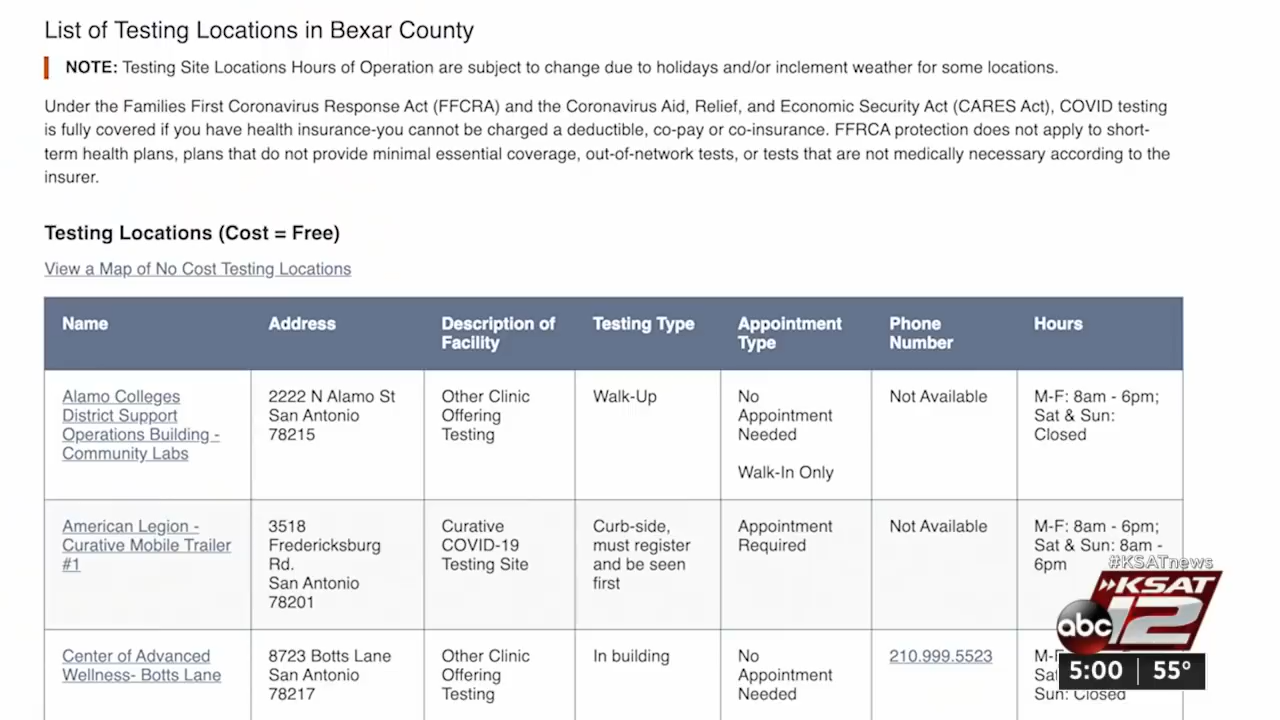 List of Testing Locations in Bexar County
NOTE: Testing Site Locations Hours of Operation are subject to change due to holidays and/or inclement weather for some locations.
Under the Families First Coronavirus Response Act (FFCRA) and the Coronavirus Aid, Relief, and Economic Security Act (CARES Act), COVID testing
is fully covered if you have health insurance-you cannot be charged a deductible, co-pay or co-insurance. FFRCA protection does not apply to short-
term health plans, plans that do not provide minimal essential coverage, out-of-network tests, or tests that are not medically necessary according to the
insurer.
Testing Locations (Cost = Free)
View a Map of No Cost Testing Locations
Name
Address
Description of
Facility
Testing Type
Appointment
Type
Phone
Number
Hours
Alamo Colleges
District Support
Operations Building -
Community Labs
2222 N Alamo St
San Antonio
78215
Other Clinic
Offering
Testing
Walk-Up
No
Appointment
Needed
Walk-In Only
Not Available
M-F: 8am - 6pm;
Sat & Sun:
Closed
American Legion -
Curative Mobile Trailer
#1
3518
Fredericksburg
Rd.
San Antonio
78201
Curative
COVID-19
Testing Site
Curb-side,
must register
and be seen
first
Appointment
Required
Not Available
M-F: 8am - 6pm;
Sat & Sun: 8am -
6pm
Center of Advanced
Wellness- Botts Lane
8723 Botts Lane
San Antonio
78217
Other Clinic
Offering
Testing
In building
No
Appointment
Needed
210.999.5523
Sun: Closed
#KSATnews
KSAT
abc 12
5:00 55°